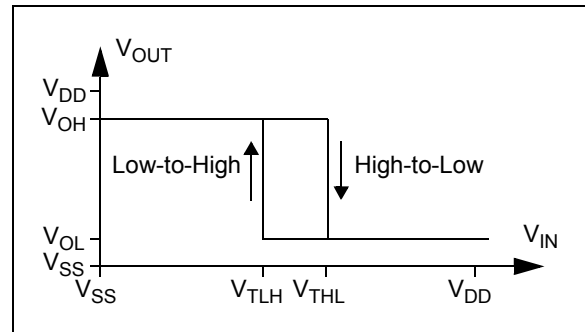 VOUT
VDD
VOH
Low-to-High
High-to-Low
VOL
VIN
VSS
VSS
VTLH
VTHL
VDD